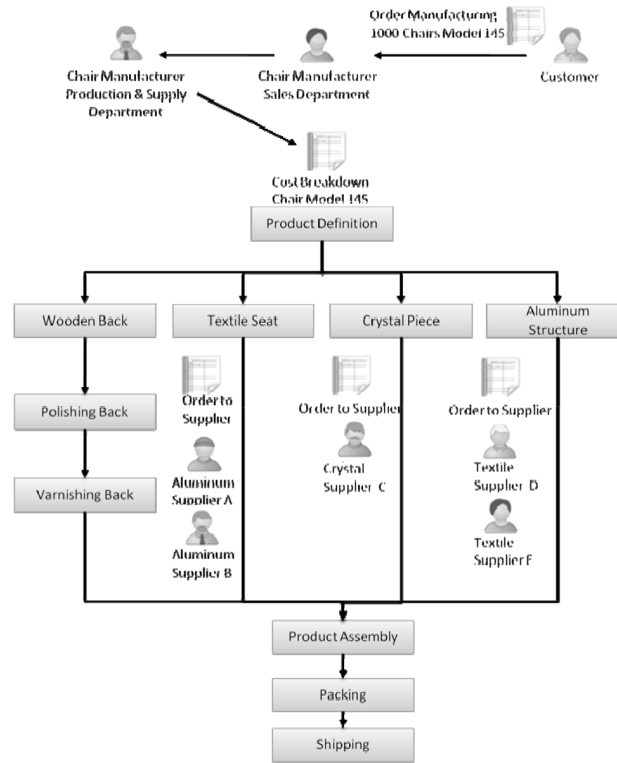 Order Manufacturing
1000 Chairs Model 145
Chair Manufacturer
Production & Supply
Department
Chair Manufacturer
Sales Department
Customer
Cost Breakdown
Chair Model 145
Product Definition
Wooden Back
Textile Seat
Crystal Piece
Aluminum
Structure
Polishing Back
Order to
Supplier
Order to Supplier
Order to Supplier
Varnishing Back
Aluminum
Supplier A
Crystal
Supplier C
Textile
Supplier D
Aluminum
Supplier B
Textile
Supplier F
Product Assembly
Packing
Shipping